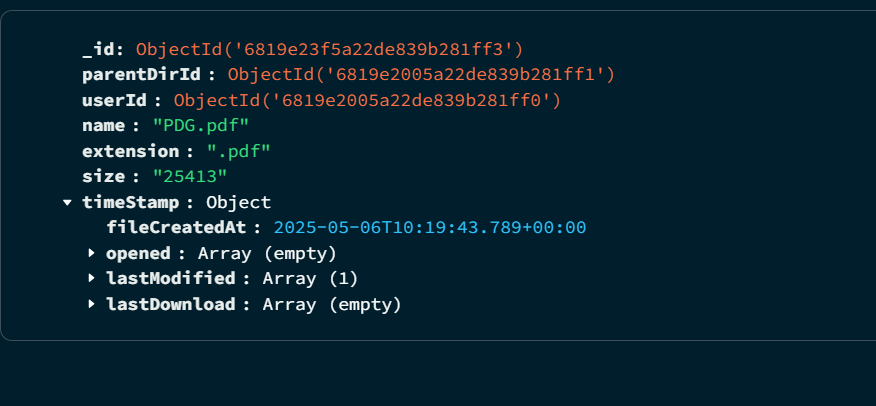 _id: ObjectId('6819e23f5a22de839b281ff3')
parentDirId : ObjectId('6819e2005a22de839b281ff1')
userId : ObjectId('6819e2005a22de839b281ff0')
name : "PDG.pdf"
extension : ".pdf"
size : "25413"
timeStamp : Object
fileCreatedAt : 2025-05-06T10:19:43.789+00:00
opened : Array (empty)
lastModified : Array (1)
lastDownload : Array (empty)